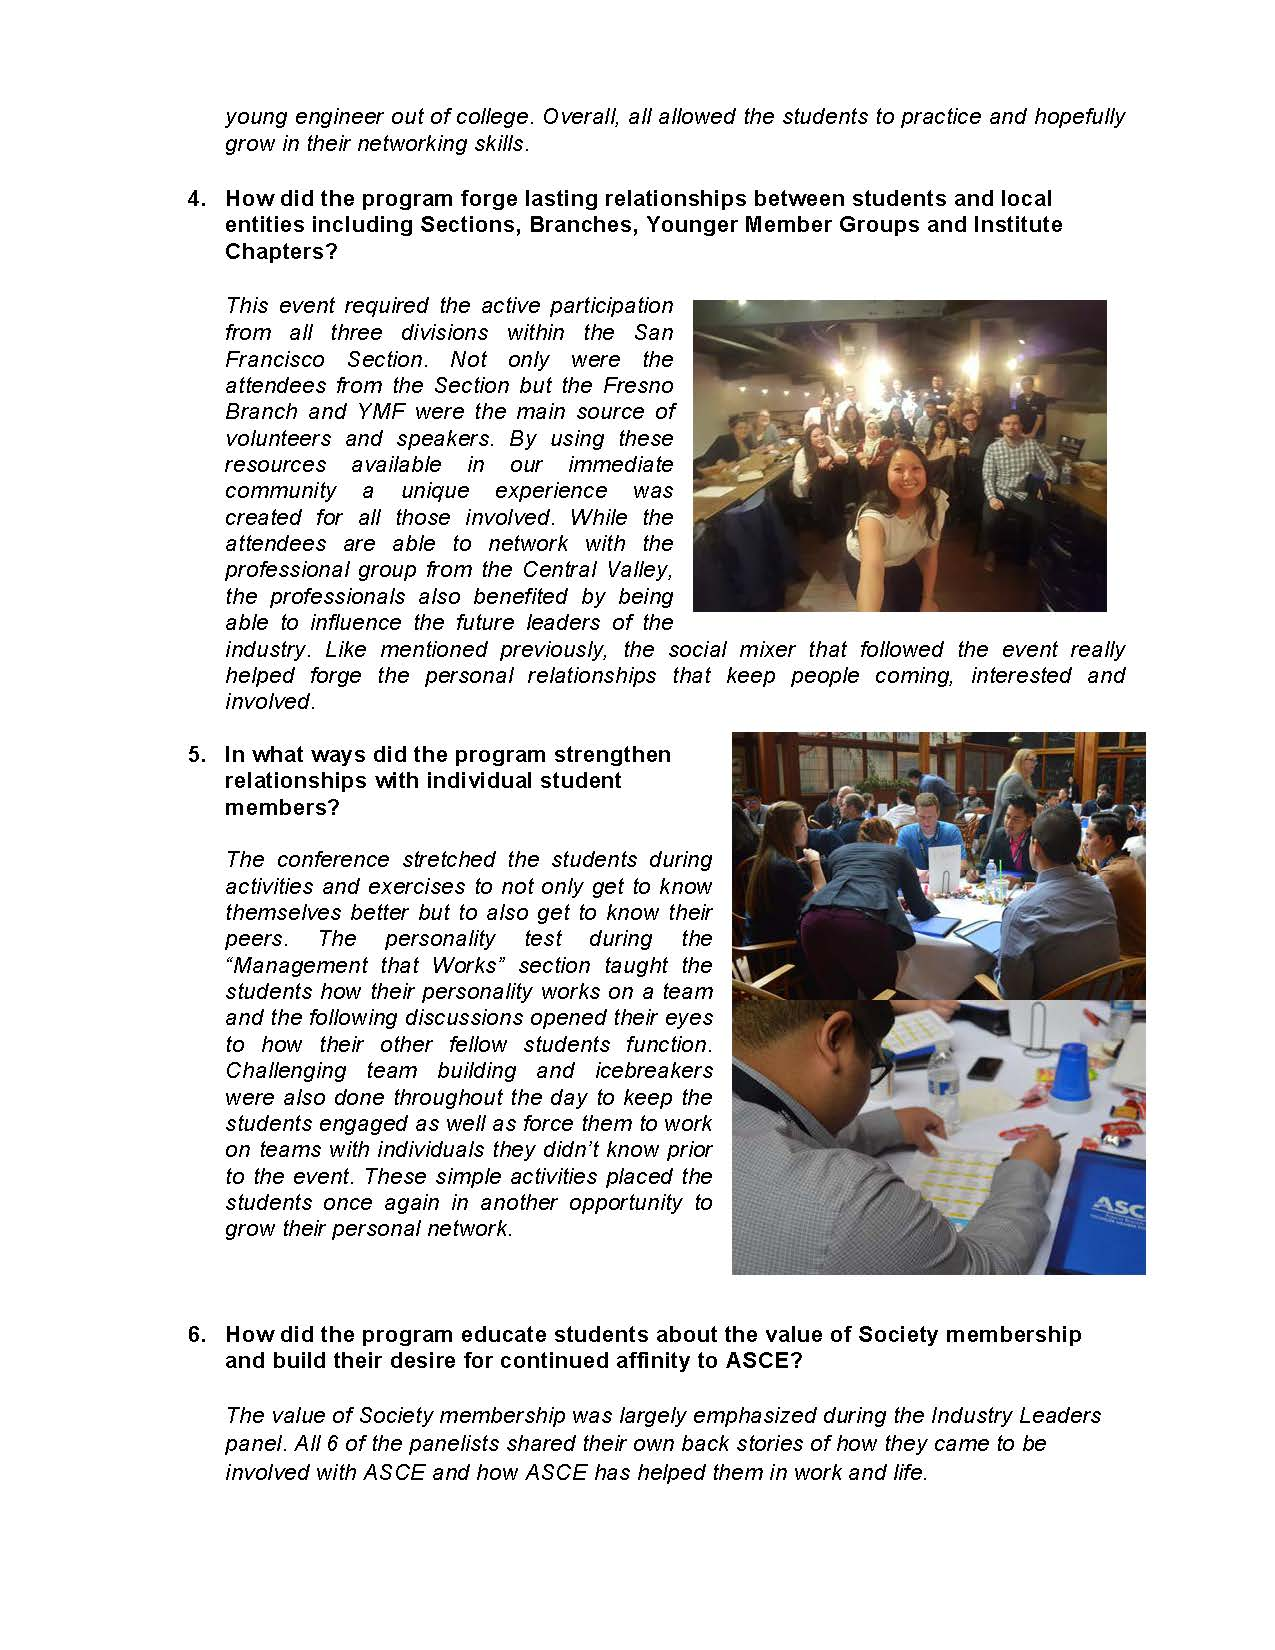 young engineer out of college. Overall, all allowed the students to practice and hopefully
grow in their networking skills.
4. How did the program forge lasting relationships between students and local
entities including Sections, Branches, Younger Member Groups and Institute
Chapters?
This event required the active participation
from all three divisions within the San
Francisco Section. Not only were the
attendees from the Section but the Fresno
Branch and YMF were the main source of
volunteers and speakers. By using these
resources available in our immediate
community a unique experience was
created for all those involved. While the
attendees are able to network with the
professional group from the Central Valley,
the professionals also benefited by being
able to influence the future leaders of the
industry. Like mentioned previously, the social mixer that followed the event really
helped forge the personal relationships that keep people coming, interested and
involved.
5. In what ways did the program strengthen
relationships with individual student
members?
The conference stretched the students during
activities and exercises to not only get to know
themselves better but to also get to know their
peers. The personality test during the
“Management that Works” section taught the
students how their personality works on a team
and the following discussions opened their eyes
to how their other fellow students function.
Challenging team building and icebreakers
were also done throughout the day to keep the
students engaged as well as force them to work
on teams with individuals they didn’t know prior
to the event. These simple activities placed the
students once again in another opportunity to
grow their personal network.
ASC
6. How did the program educate students about the value of Society membership
and build their desire for continued affinity to ASCE?
The value of Society membership was largely emphasized during the Industry Leaders
panel. All 6 of the panelists shared their own back stories of how they came to be
involved with ASCE and how ASCE has helped them in work and life.